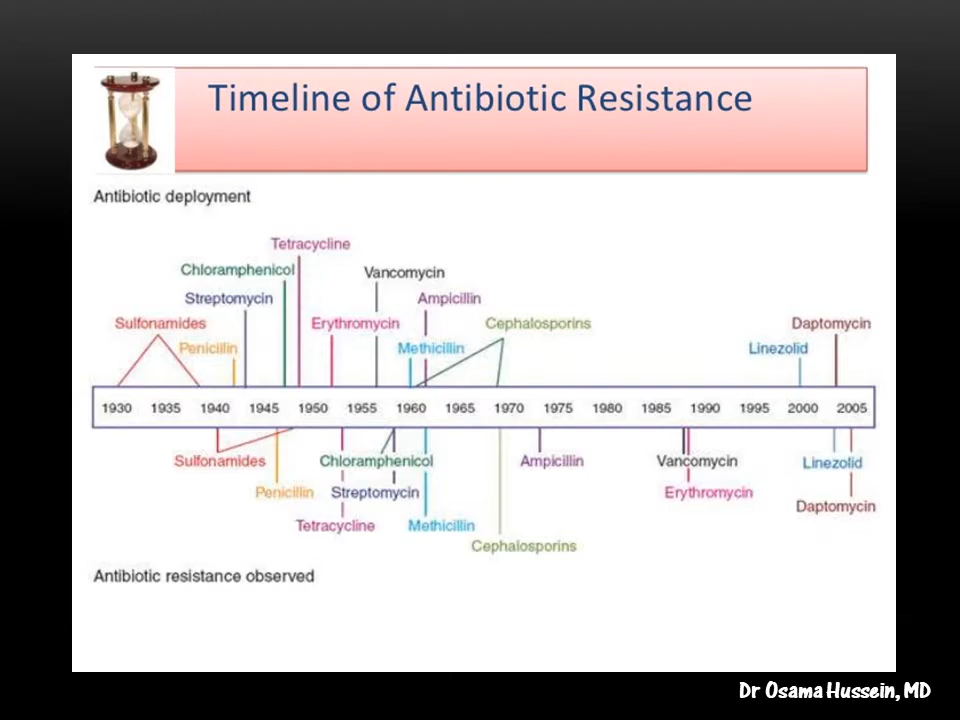 Timeline of Antibiotic Resistance
Antibiotic deployment
Tetracycline
Chloramphenicol
Vancomycin
Streptomycin
Ampicillin
Sulfonamides
Erythromycin
Cephalosporins
Daptomycin
Penicillin
Methicillin
Linezolid
1930 1935 1940 1945 1950 1955 1960 1965 1970 1975 1980 1985 1990 1995 2000 2005
Sulfonamides
Chloramphenicol
Ampicillin
Vancomycin
Linezolid
Penicillin
Streptomycin
Erythromycin
Daptomycin
Tetracycline
Methicillin
Cephalosporins
Antibiotic resistance observed
Dr Osama Hussein, MD